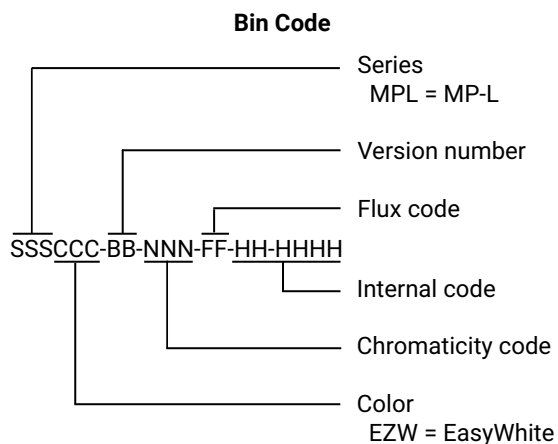 Bin Code
Series
MPL = MP-L
Version number
Flux code
SSSCCC-BB-NNN-FF-HH-HHHH
Internal code
Chromaticity code
Color
EZW = EasyWhite